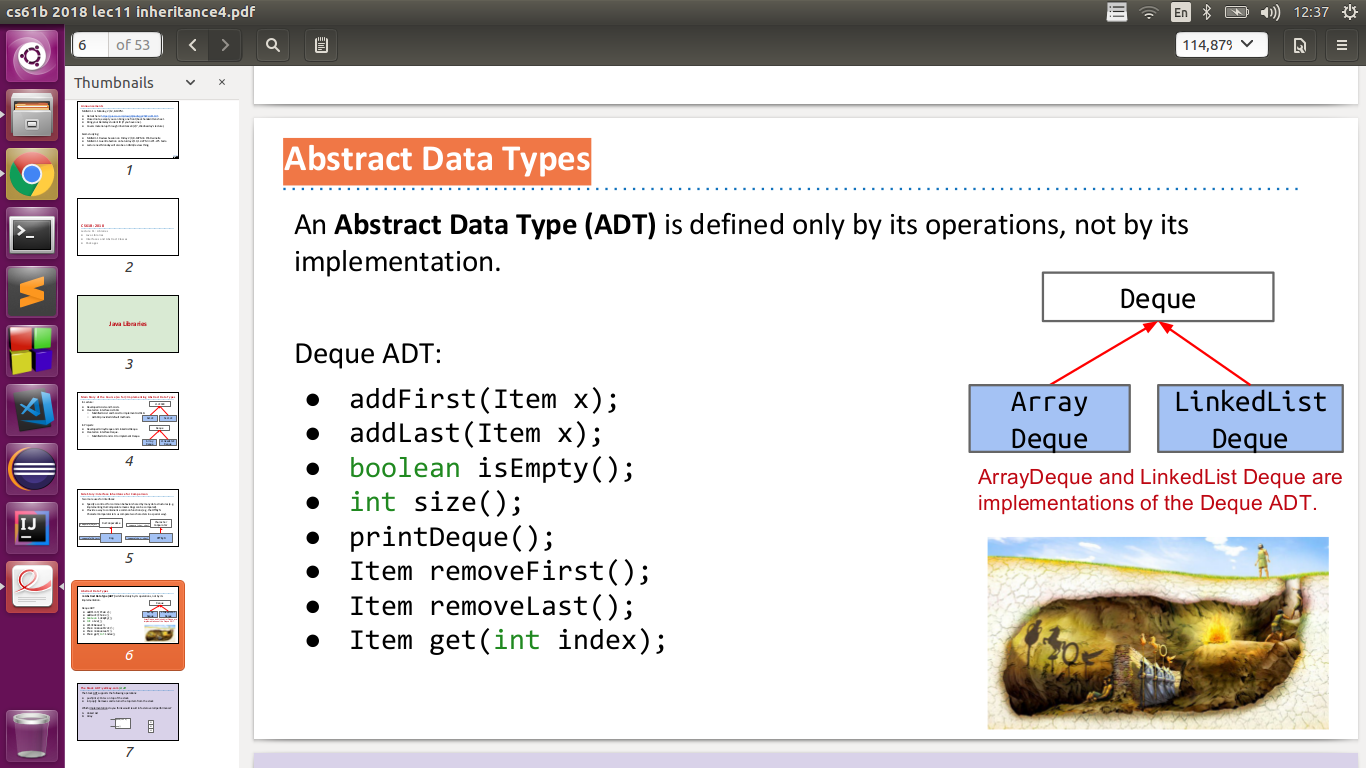 cs61b 2018 lec11 inheritance4.pdf
En
12:37
6 of 53
114,87%
Thumbnails
1
2
Java Libraries
3
4
5
6
7
Abstract Data Types
An Abstract Data Type (ADT) is defined only by its operations, not by its
implementation.
Deque ADT:
● addFirst(Item x);
● addLast(Item x);
● boolean isEmpty();
● int size();
● printDeque();
● Item removeFirst();
● Item removeLast();
● Item get(int index);
Deque
Array
Deque
LinkedList
Deque
ArrayDeque and LinkedList Deque are
implementations of the Deque ADT.